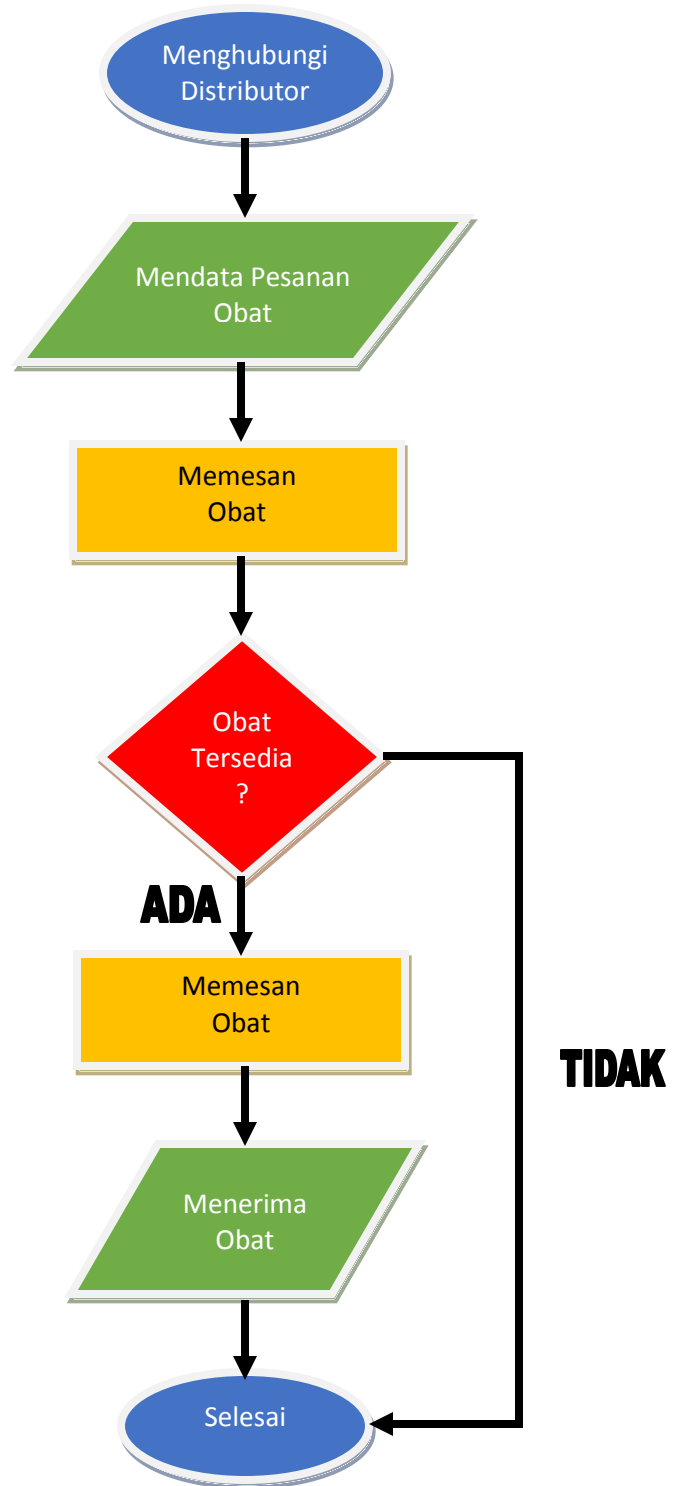 Menghubungi
Distributor
Mendata Pesanan
Obat
Memesan
Obat
Obat
Tersedia
?
ADA
Memesan
Obat
TIDAK
Menerima
Obat
Selesai